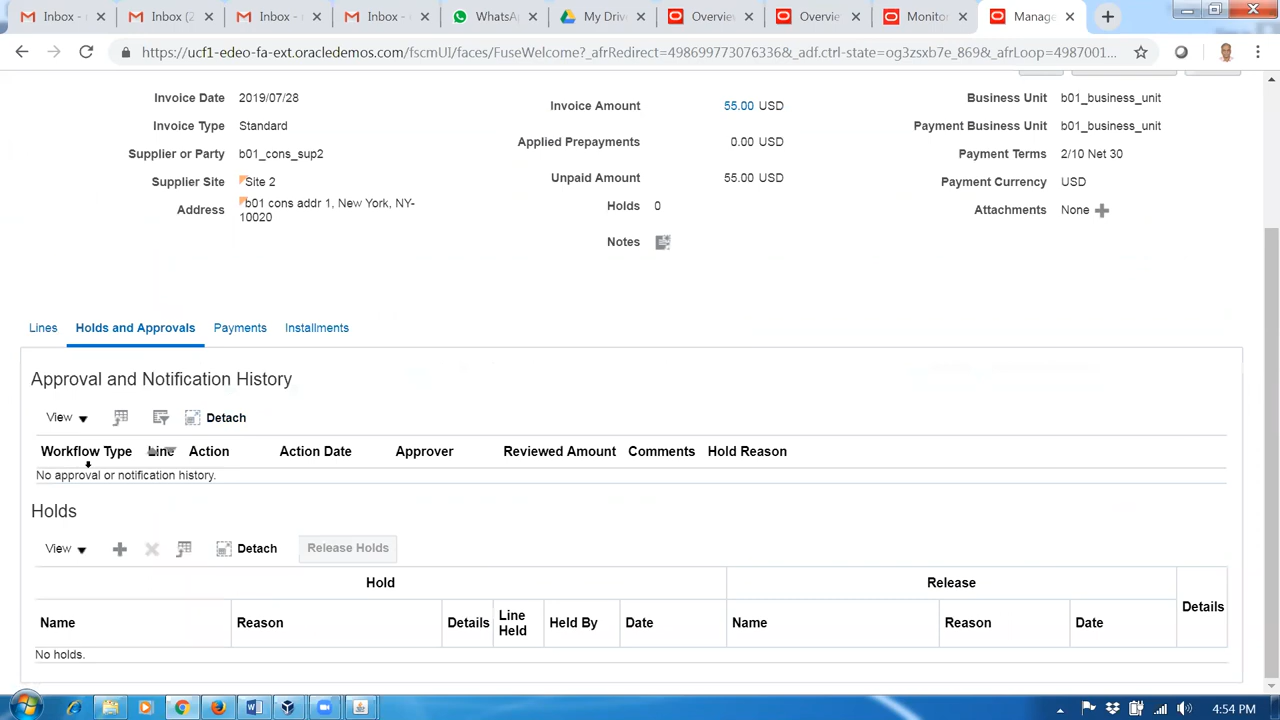 Inbox - 
Inbox (2
Inbox - 
Inbox - 
WhatsA
My Driv
Overvie
Overvie
Monitor
Manage
https://ucf1-edeo-fa-ext.oracledemos.com/fscmUI/faces/FuseWelcome?_afrRedirect=4986997730763​36&_adf.ctrl-state=og3zsxb7e_869&_afrLoop=4987001...
Invoice Date 2019/07/28
Invoice Type Standard
Supplier or Party b01_cons_sup2
Supplier Site Site 2
Address b01 cons addr 1, New York, NY-
10020
Invoice Amount 55.00 USD
Applied Prepayments 0.00 USD
Unpaid Amount 55.00 USD
Holds 0
Notes
Business Unit b01_business_unit
Payment Business Unit b01_business_unit
Payment Terms 2/10 Net 30
Payment Currency USD
Attachments None
Lines Holds and Approvals Payments Installments
Approval and Notification History
View Detach
Workflow Type Line Action Action Date Approver Reviewed Amount Comments Hold Reason
No approval or notification history.
Holds
View Detach Release Holds
Hold Release Details
Name Reason Details Line Held Held By Date Name Reason Date
No holds.
4:54 PM